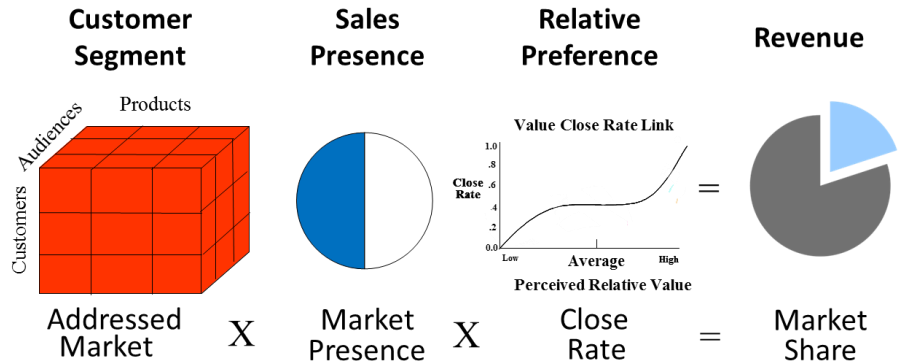 Customer
Segment
Sales
Presence
Relative
Preference
Revenue
Products
Audiences
Customers
Value Close Rate Link
1.0
.8
Close
Rate
.6
.4
.2
0.0
Low
Average
High
Perceived Relative Value
=
Addressed
Market
X
Market
Presence
X
Close
Rate
=
Market
Share